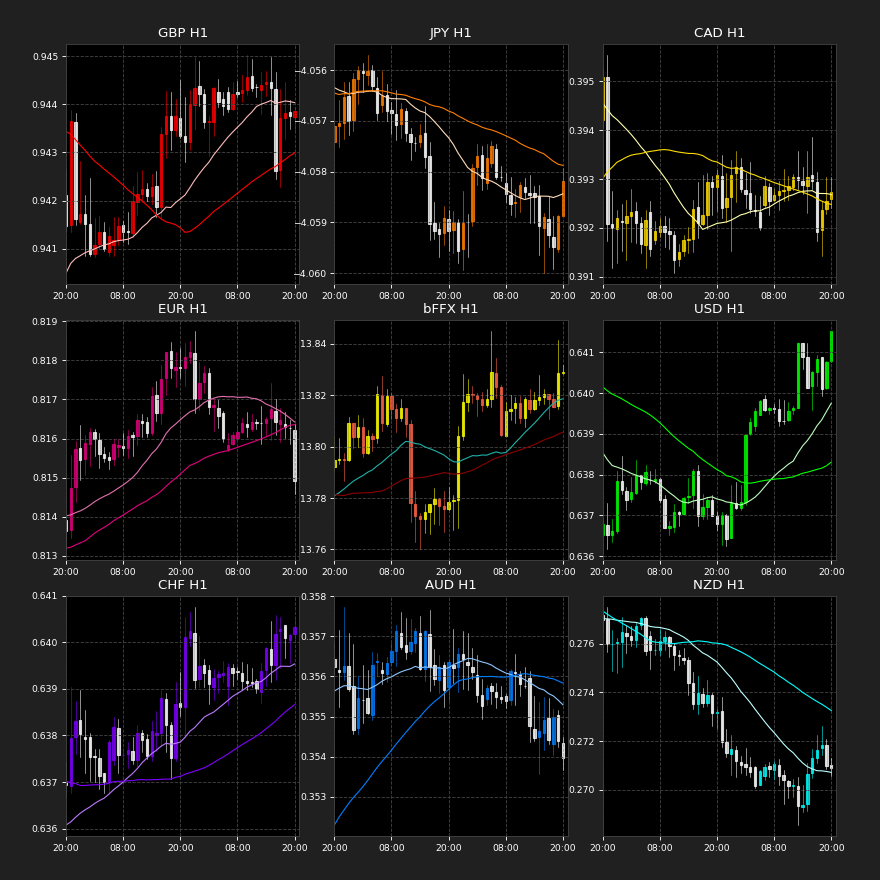 GBP H1
0.945
0.944
0.943
0.942
0.941
20:00 08:00 20:00 08:00 20:00
JPY H1
−4.056
−4.057
−4.058
−4.059
−4.060
20:00 08:00 20:00 08:00 20:00
CAD H1
0.395
0.394
0.393
0.392
0.391
20:00 08:00 20:00 08:00 20:00
EUR H1
0.819
0.818
0.817
0.816
0.815
0.814
0.813
20:00 08:00 20:00 08:00 20:00
bFFX H1
13.84
13.82
13.80
13.78
13.76
20:00 08:00 20:00 08:00 20:00
USD H1
0.641
0.640
0.639
0.638
0.637
0.636
20:00 08:00 20:00 08:00 20:00
CHF H1
0.641
0.640
0.639
0.638
0.637
0.636
20:00 08:00 20:00 08:00 20:00
AUD H1
0.358
0.357
0.356
0.355
0.354
0.353
20:00 08:00 20:00 08:00 20:00
NZD H1
0.276
0.274
0.272
0.270
20:00 08:00 20:00 08:00 20:00